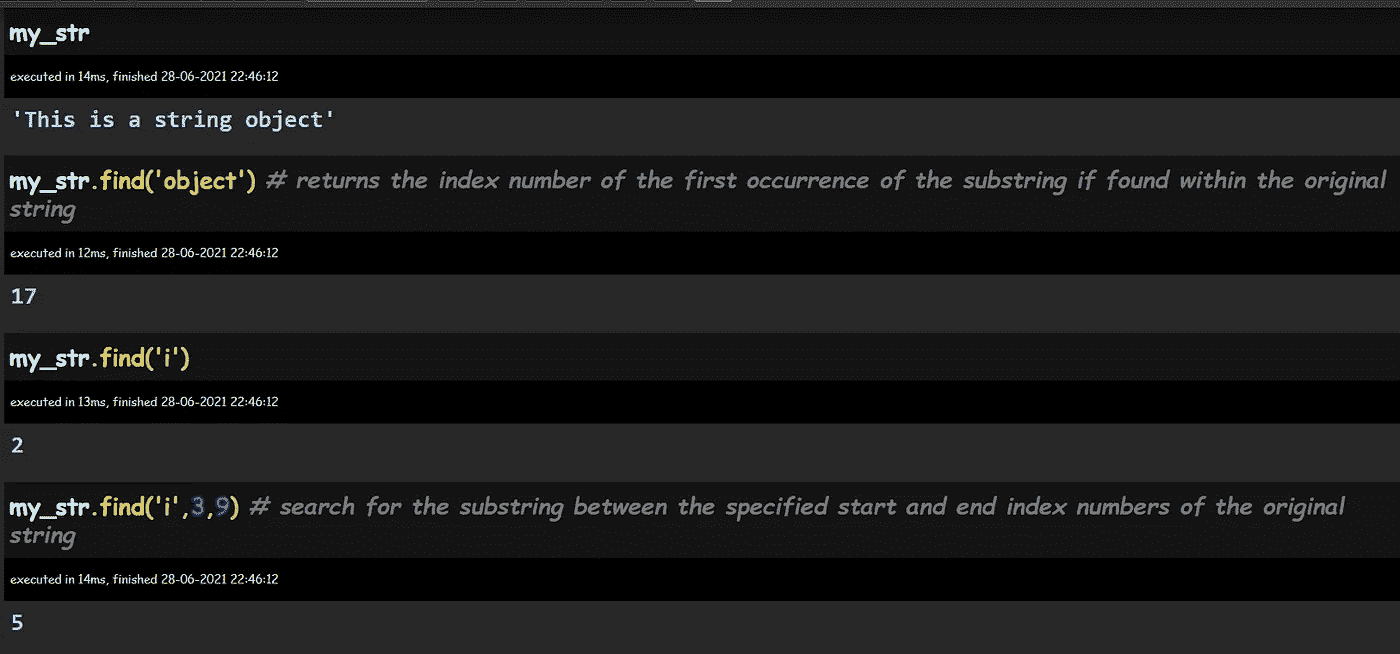 my_str
executed in 14ms, finished 28-06-2021 22:46:12
'This is a string object'
my_str.find('object') # returns the index number of the first occurrence of the substring if found within the original
string
executed in 12ms, finished 28-06-2021 22:46:12
17
my_str.find('i')
executed in 13ms, finished 28-06-2021 22:46:12
2
my_str.find('i',3,9) # search for the substring between the specified start and end index numbers of the original
string
executed in 14ms, finished 28-06-2021 22:46:12
5